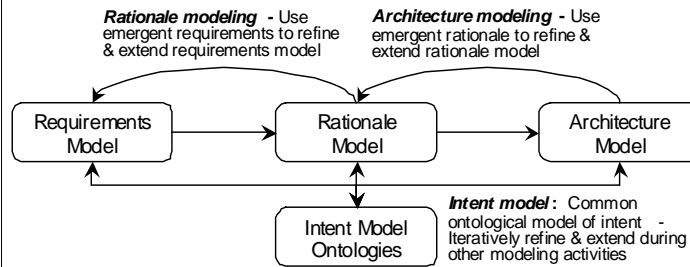 Rationale modeling - Use
emergent requirements to refine
& extend requirements model
Architecture modeling - Use
emergent rationale to refine &
extend rationale model
Requirements
Model
Rationale
Model
Architecture
Model
Intent Model
Ontologies
Intent model : Common
ontological model of intent -
Iteratively refine & extend during
other modeling activities